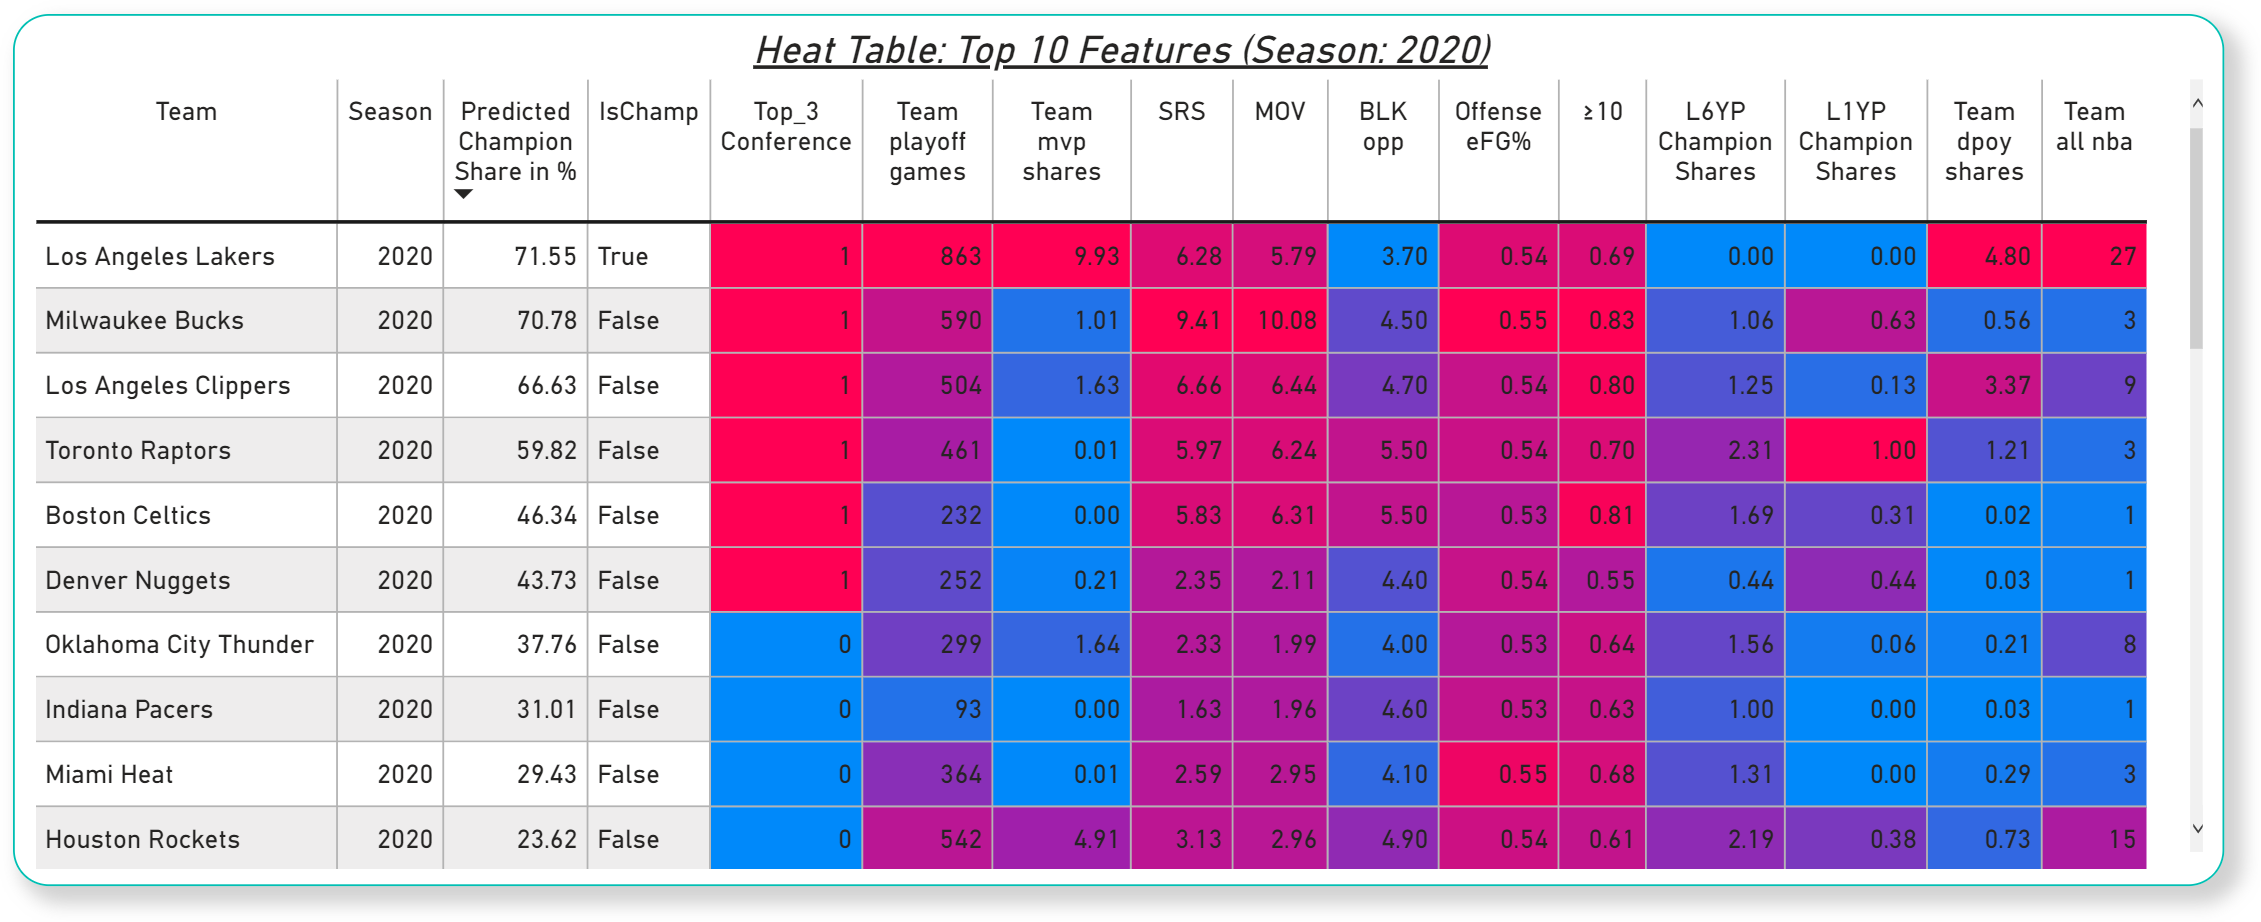 Heat Table: Top 10 Features (Season: 2020)
Team Season Predicted Champion Share in % IsChamp Top_3 Conference Team playoff games Team mvp shares SRS MOV BLK opp Offense eFG% ≥10 L6YP Champion Shares L1YP Champion Shares Team dpoy shares Team all nba
Los Angeles Lakers 2020 71.55 True 1 863 9.93 6.28 5.79 3.70 0.54 0.69 0.00 0.00 4.80 27
Milwaukee Bucks 2020 70.78 False 1 590 1.01 9.41 10.08 4.50 0.55 0.83 1.06 0.63 0.56 3
Los Angeles Clippers 2020 66.63 False 1 504 1.63 6.66 6.44 4.70 0.54 0.80 1.25 0.13 3.37 9
Toronto Raptors 2020 59.82 False 1 461 0.01 5.97 6.24 5.50 0.54 0.70 2.31 1.00 1.21 3
Boston Celtics 2020 46.34 False 1 232 0.00 5.83 6.31 5.50 0.53 0.81 1.69 0.31 0.02 1
Denver Nuggets 2020 43.73 False 1 252 0.21 2.35 2.11 4.40 0.54 0.55 0.44 0.44 0.03 1
Oklahoma City Thunder 2020 37.76 False 0 299 1.64 2.33 1.99 4.00 0.53 0.64 1.56 0.06 0.21 8
Indiana Pacers 2020 31.01 False 0 93 0.00 1.63 1.96 4.60 0.53 0.63 1.00 0.00 0.03 1
Miami Heat 2020 29.43 False 0 364 0.01 2.59 2.95 4.10 0.55 0.68 1.31 0.00 0.29 3
Houston Rockets 2020 23.62 False 0 542 4.91 3.13 2.96 4.90 0.54 0.61 2.19 0.38 0.73 15